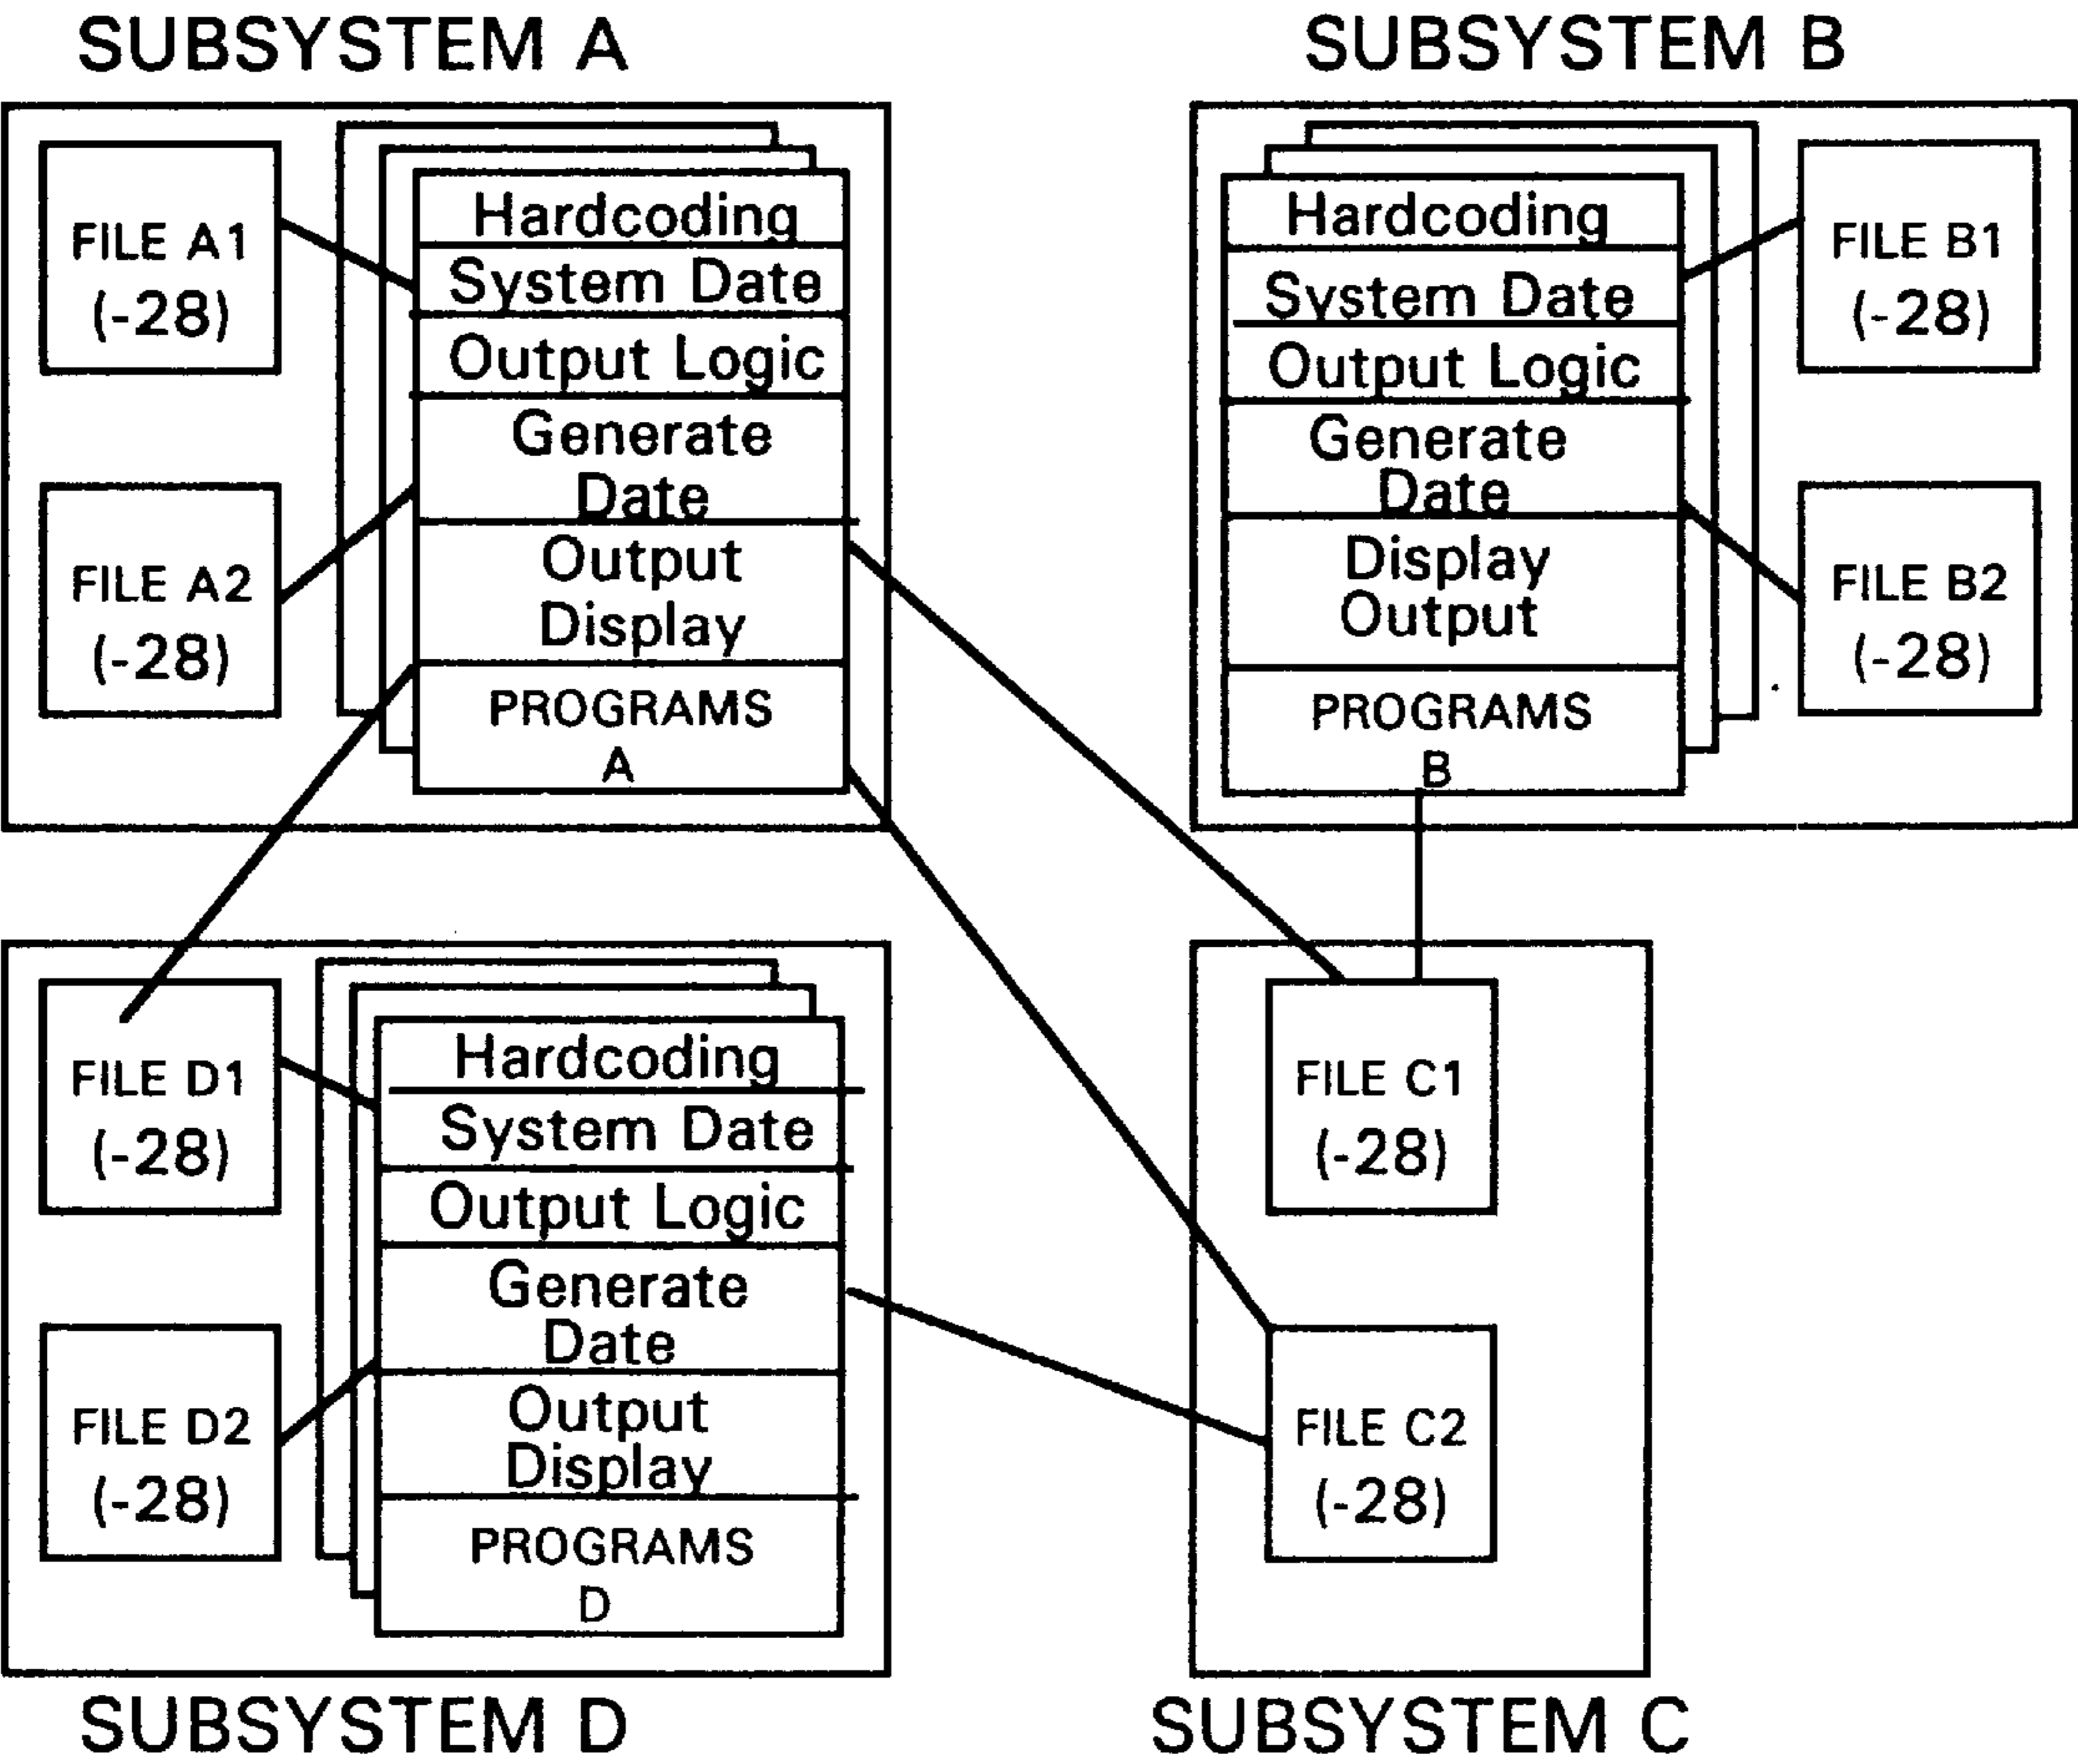 SUBSYSTEM A
FILE A1
(-28)
FILE A2
(-28)
Hardcoding
System Date
Output Logic
Generate
Date
Output
Display
PROGRAMS
A
SUBSYSTEM B
Hardcoding
System Date
Output Logic
Generate
Date
Display
Output
PROGRAMS
B
FILE B1
(-28)
FILE B2
(-28)
FILE D1
(-28)
FILE D2
(-28)
Hardcoding
System Date
Output Logic
Generate
Date
Output
Display
PROGRAMS
D
SUBSYSTEM D
FILE C1
(-28)
FILE C2
(-28)
SUBSYSTEM C